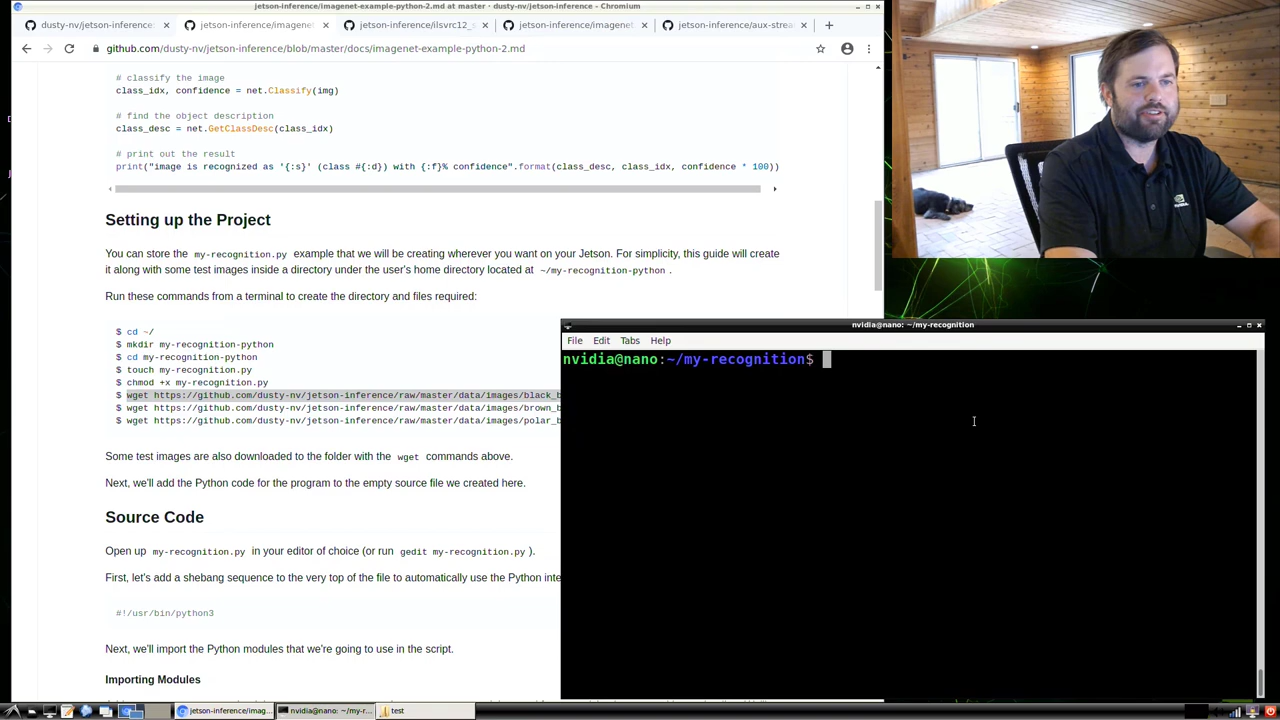 jetson-inference/imagenet-example-python-2.md at master · dusty-nv/jetson-inference - Chromium
dusty-nv/jetson-inference:
jetson-inference/imagenet
jetson-inference/ilsvrc12_s
jetson-inference/imagenet
jetson-inference/aux-strea
github.com/dusty-nv/jetson-inference/blob/master/docs/imagenet-example-python-2.md
# classify the image
class_idx, confidence = net.Classify(img)
# find the object description
class_desc = net.GetClassDesc(class_idx)
# print out the result
print("image is recognized as '{:s}' (class #{:d}) with {:f}% confidence".format(class_desc, class_idx, confidence * 100))
Setting up the Project
You can store the my-recognition.py example that we will be creating wherever you want on your Jetson. For simplicity, this guide will create
it along with some test images inside a directory under the user's home directory located at ~/my-recognition-python .
Run these commands from a terminal to create the directory and files required:
$ cd ~/
$ mkdir my-recognition-python
$ cd my-recognition-python
$ touch my-recognition.py
$ chmod +x my-recognition.py
$ wget https://github.com/dusty-nv/jetson-inference/raw/master/data/images/black_b
$ wget https://github.com/dusty-nv/jetson-inference/raw/master/data/images/brown_b
$ wget https://github.com/dusty-nv/jetson-inference/raw/master/data/images/polar_b
Some test images are also downloaded to the folder with the wget commands above.
Next, we'll add the Python code for the program to the empty source file we created here.
Source Code
Open up my-recognition.py in your editor of choice (or run gedit my-recognition.py ).
First, let's add a shebang sequence to the very top of the file to automatically use the Python inte
#!/usr/bin/python3
Next, we'll import the Python modules that we're going to use in the script.
Importing Modules
nvidia@nano: ~/my-recognition
File Edit Tabs Help
nvidia@nano:~/my-recognition$
jetson-inference/imag...
nvidia@nano: ~/my-r...
test